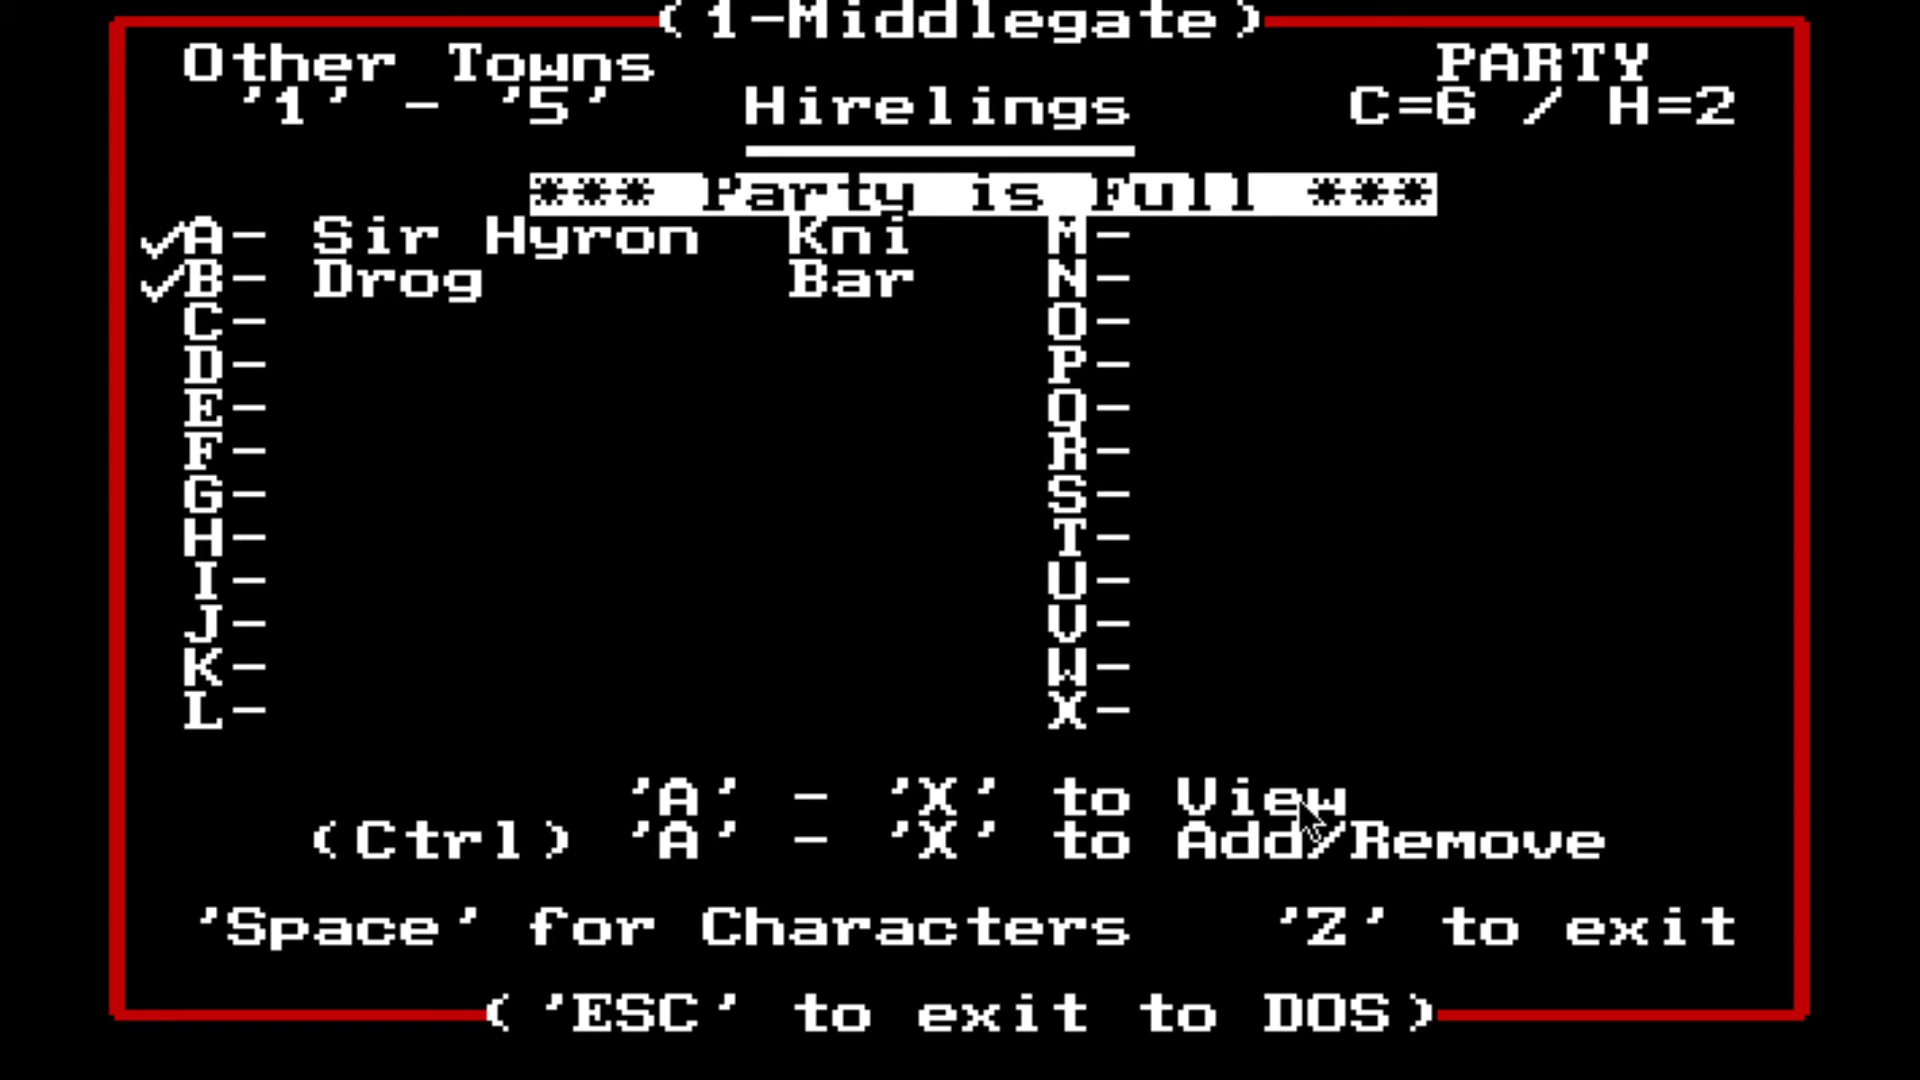 (1-Middlegate)
Other Towns PARTY
'1' - '5' Hirelings C=6 / H=2
*** Party is Full ***
✓A- Sir Hyron Kni M-
✓B- Drog Bar N-
C- O-
D- P-
E- Q-
F- R-
G- S-
H- T-
I- U-
J- V-
K- W-
L- X-
'A' - 'X' to View
(Ctrl) 'A' - 'X' to Add/Remove
'Space' for Characters 'Z' to exit
( 'ESC' to exit to DOS)